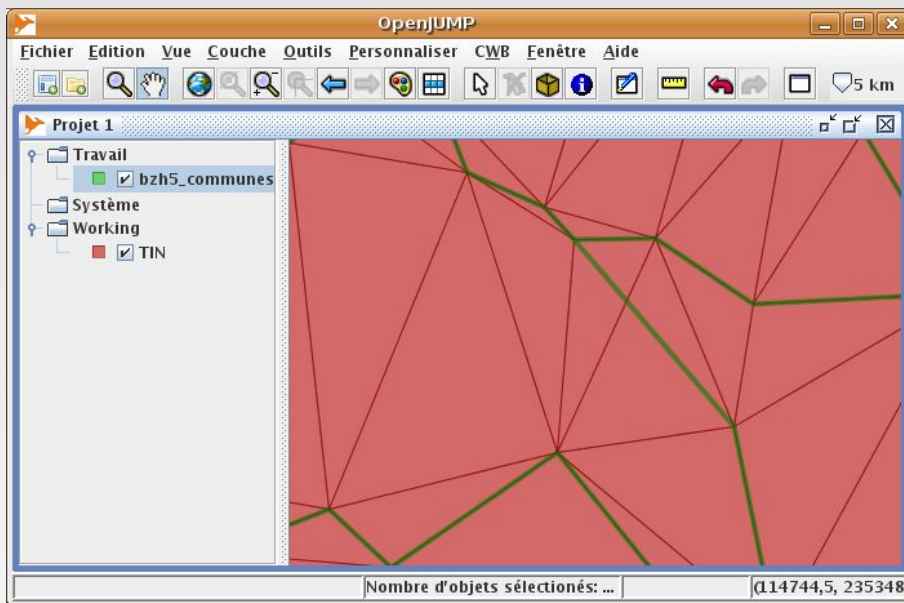 OpenJUMP
Fichier Edition Vue Couche Outils Personnaliser CWB Fenêtre Aide
5 km
Projet 1
Travail
bzh5_communes
Système
Working
TIN
Nombre d'objets sélectionés: ... (114744,5, 235348